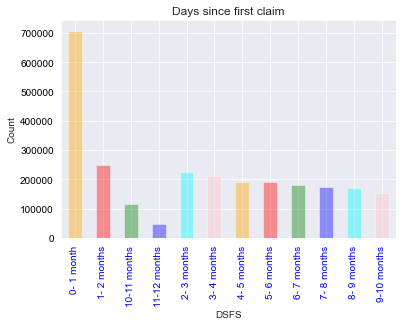 Days since first claim
Count
700000
600000
500000
400000
300000
200000
100000
0
0- 1 month
1- 2 months
10-11 months
11-12 months
2- 3 months
3- 4 months
4- 5 months
5- 6 months
6- 7 months
7- 8 months
8- 9 months
9-10 months
DSFS